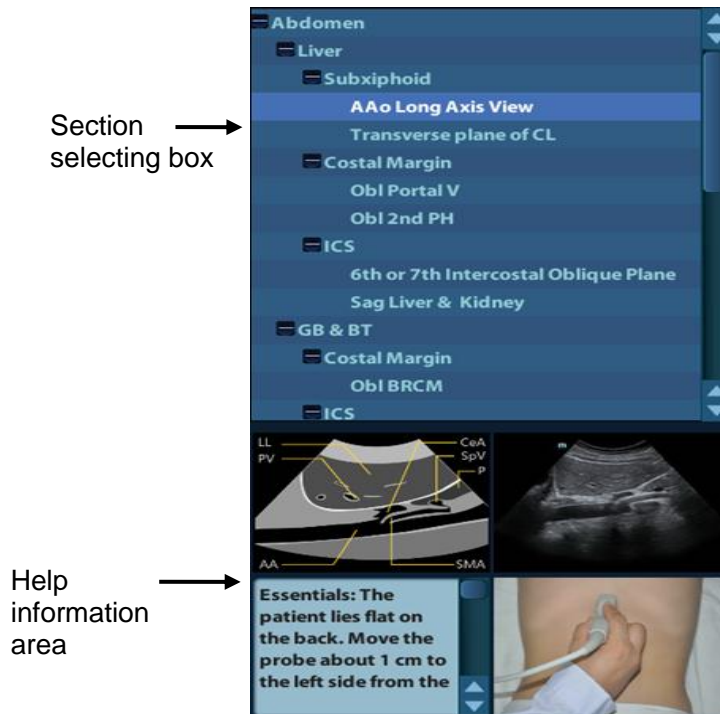 Abdomen
Liver
Subxiphoid
AAo Long Axis View
Section
selecting box
Transverse plane of CL
Costal Margin
Obl Portal V
Obl 2nd PH
ICS
6th or 7th Intercostal Oblique Plane
Sag Liver & Kidney
GB & BT
Costal Margin
Obl BRCM
ICS
LL
CeA
PV
SpV
P
m
AA
SMA
Help
information
area
Essentials: The
patient lies flat on
the back. Move the
probe about 1 cm to
the left side from the